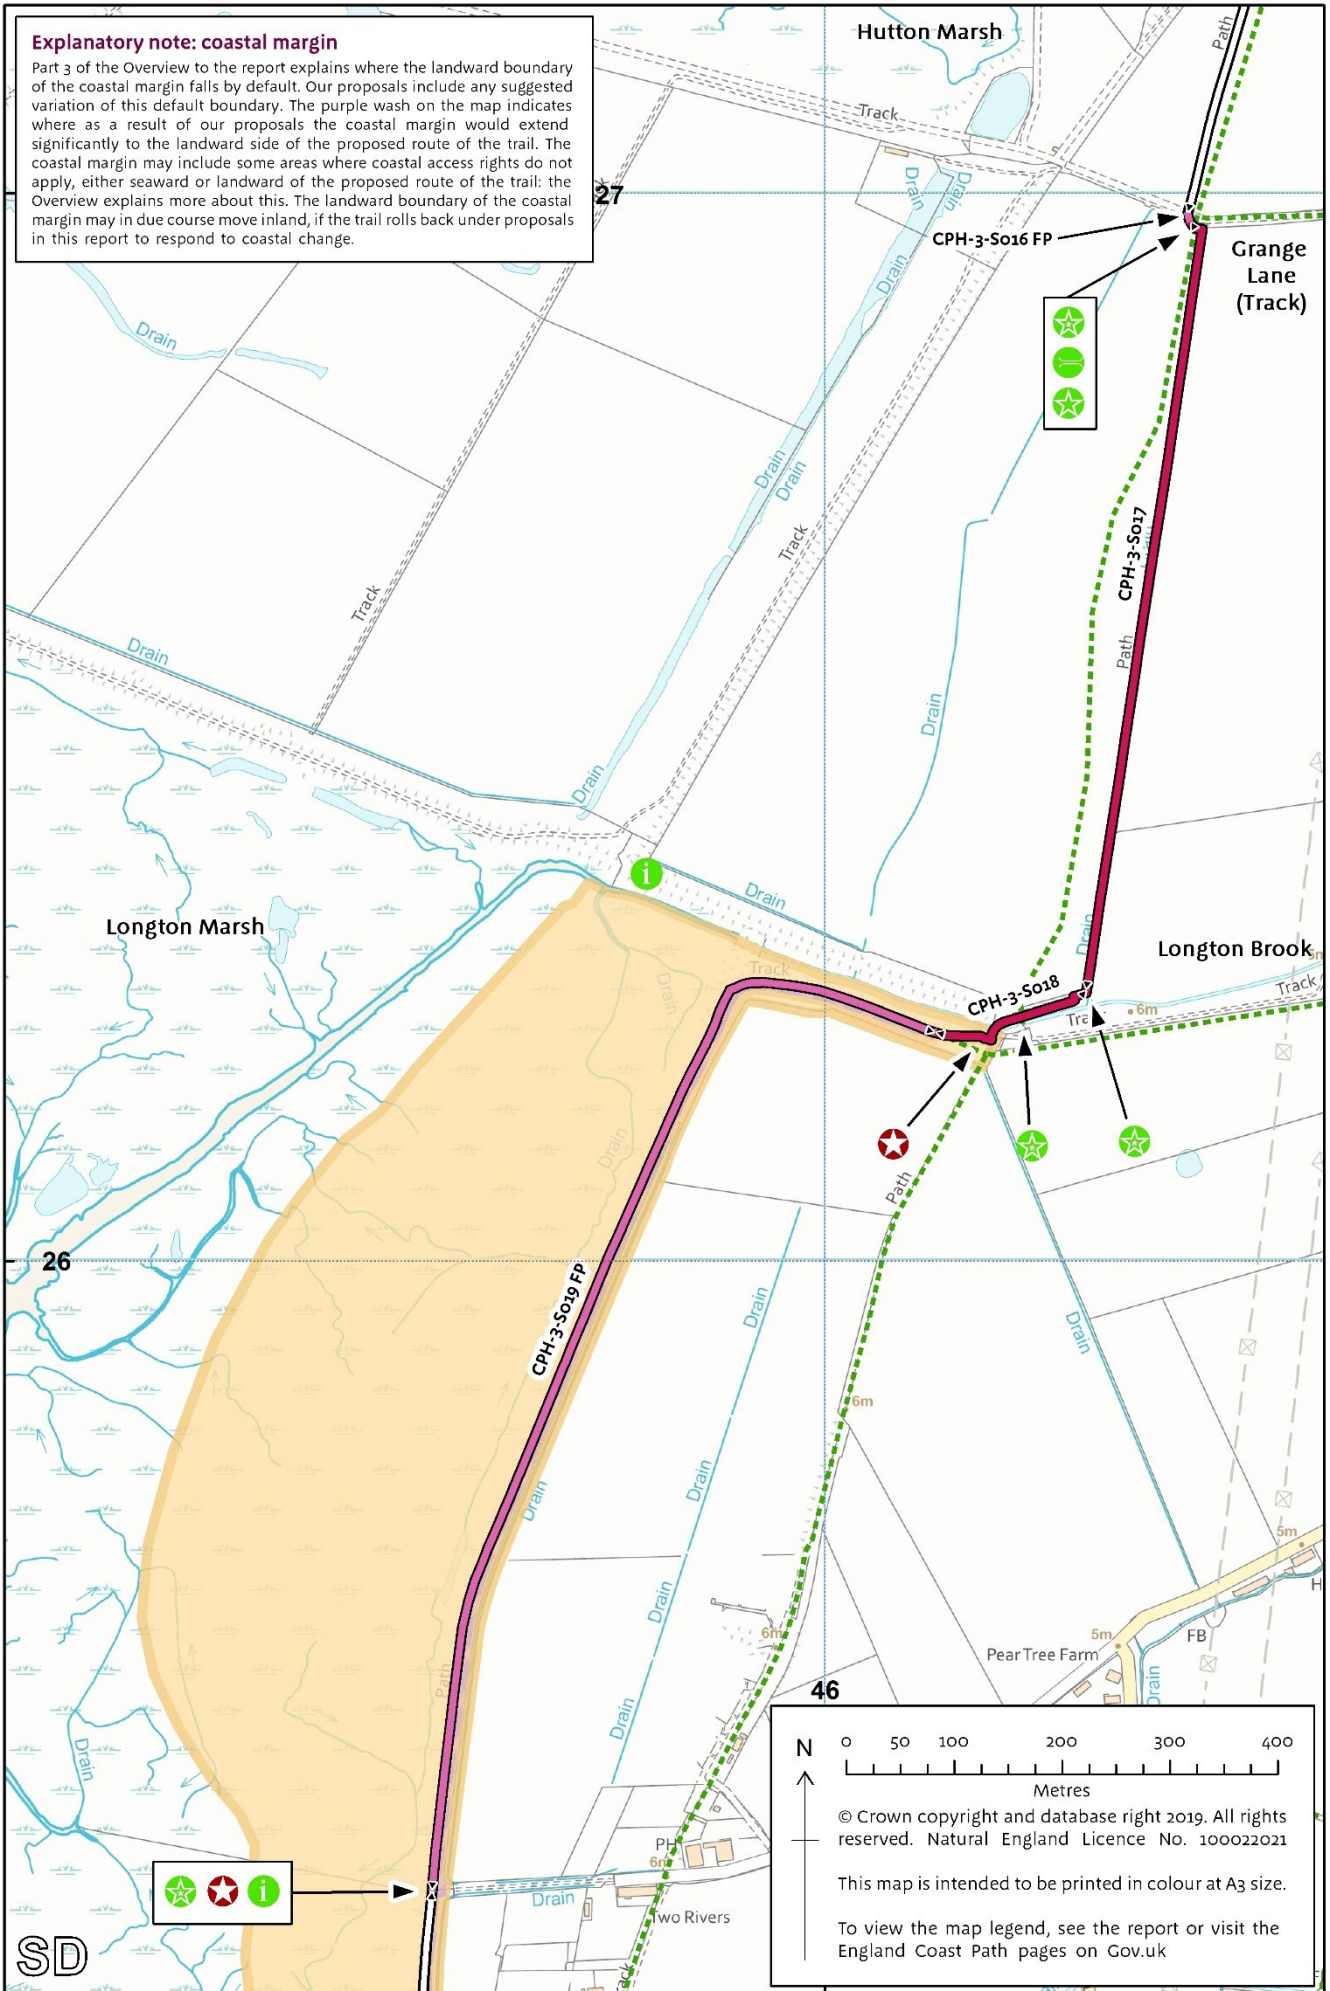 Explanatory note: coastal margin
Part 3 of the Overview to the report explains where the landward boundary
of the coastal margin falls by default. Our proposals include any suggested
variation of this default boundary. The purple wash on the map indicates
where as a result of our proposals the coastal margin would extend
significantly to the landward side of the proposed route of the trail. The
coastal margin may include some areas where coastal access rights do not
apply, either seaward or landward of the proposed route of the trail: the
Overview explains more about this. The landward boundary of the coastal
margin may in due course move inland, if the trail rolls back under proposals
in this report to respond to coastal change.
Hutton Marsh
Path
Track
27
Drain
Drain
CPH-3-S016 FP
Grange
Lane
(Track)
Drain
Drain
Drain
Drain
Track
CPH-3-S017
Track
Path
Drain
Drain
Drain
i
Drain
Longton Marsh
Drain
Longton Brook
5m
Track
Drain
CPH-3-S018
Track
Tra
6m
Drain
Path
26
CPH-3-S019 FP
Drain
Drain
6m
Drain
Drain
5m
Drain
H
6m
FB
5m
Pear Tree Farm
Path
Drain
Drain
46
Drain
PH
6m
i
Drain
Two Rivers
SD
N
0 50 100 200 300 400
Metres
© Crown copyright and database right 2019. All rights
reserved. Natural England Licence No. 100022021
This map is intended to be printed in colour at A3 size.
To view the map legend, see the report or visit the
England Coast Path pages on Gov.uk